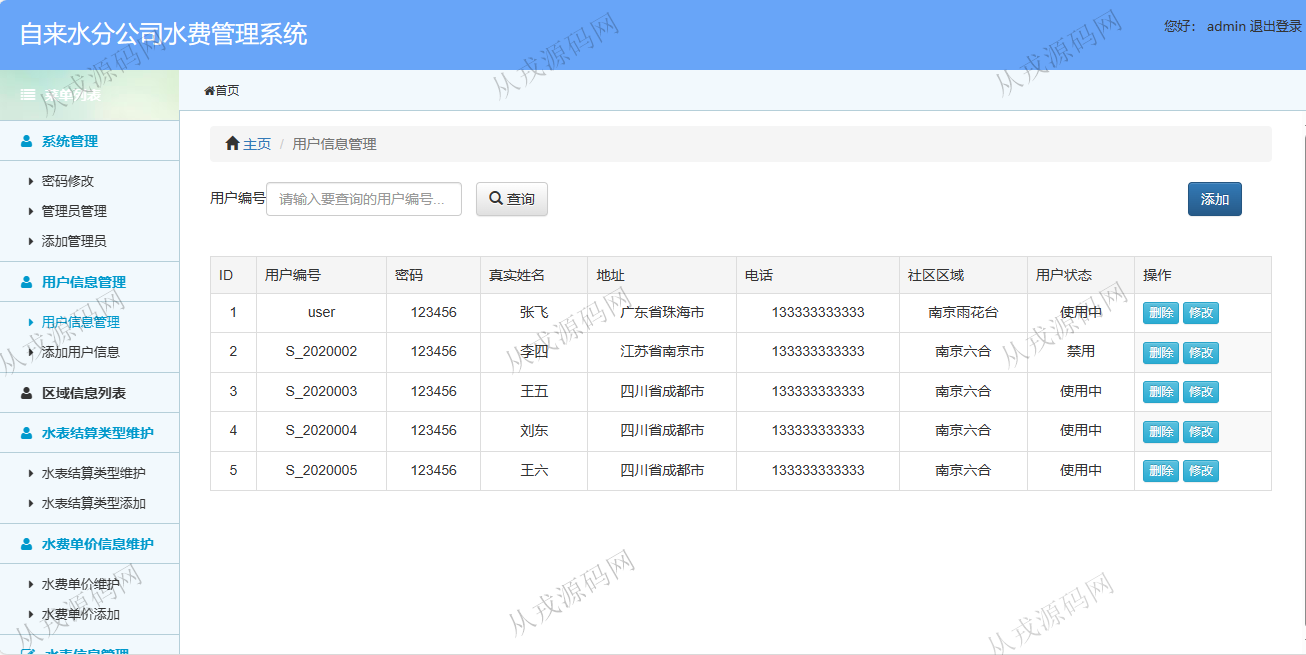 自来水分公司水费管理系统
您好： admin 退出登录
菜单列表
首页
系统管理
密码修改
管理员管理
添加管理员
用户信息管理
用户信息管理
添加用户信息
区域信息列表
水表结算类型维护
水表结算类型维护
水表结算类型添加
水费单价信息维护
水费单价维护
水费单价添加
水表信息管理
主页 / 用户信息管理
用户编号 请输入要查询的用户编号... 查询 添加
ID 用户编号 密码 真实姓名 地址 电话 社区区域 用户状态 操作
1 user 123456 张飞 广东省珠海市 133333333333 南京雨花台 使用中 删除 修改
2 S_2020002 123456 李四 江苏省南京市 133333333333 南京六合 禁用 删除 修改
3 S_2020003 123456 王五 四川省成都市 133333333333 南京六合 使用中 删除 修改
4 S_2020004 123456 刘东 四川省成都市 133333333333 南京六合 使用中 删除 修改
5 S_2020005 123456 王六 四川省成都市 133333333333 南京六合 使用中 删除 修改
从戎源码网
从戎源码网
从戎源码网
从戎源码网
从戎源码网
从戎源码网
从戎源码网
从戎源码网
从戎源码网